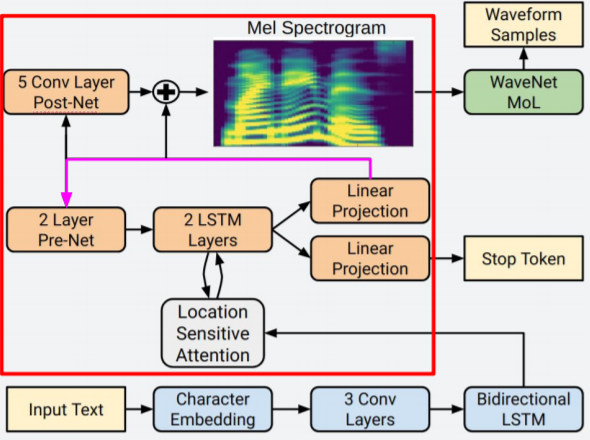 Waveform
Samples
Mel Spectrogram
5 Conv Layer
Post-Net
WaveNet
MoL
2 Layer
Pre-Net
2 LSTM
Layers
Linear
Projection
Linear
Projection
Stop Token
Location
Sensitive
Attention
Input Text
Character
Embedding
3 Conv
Layers
Bidirectional
LSTM